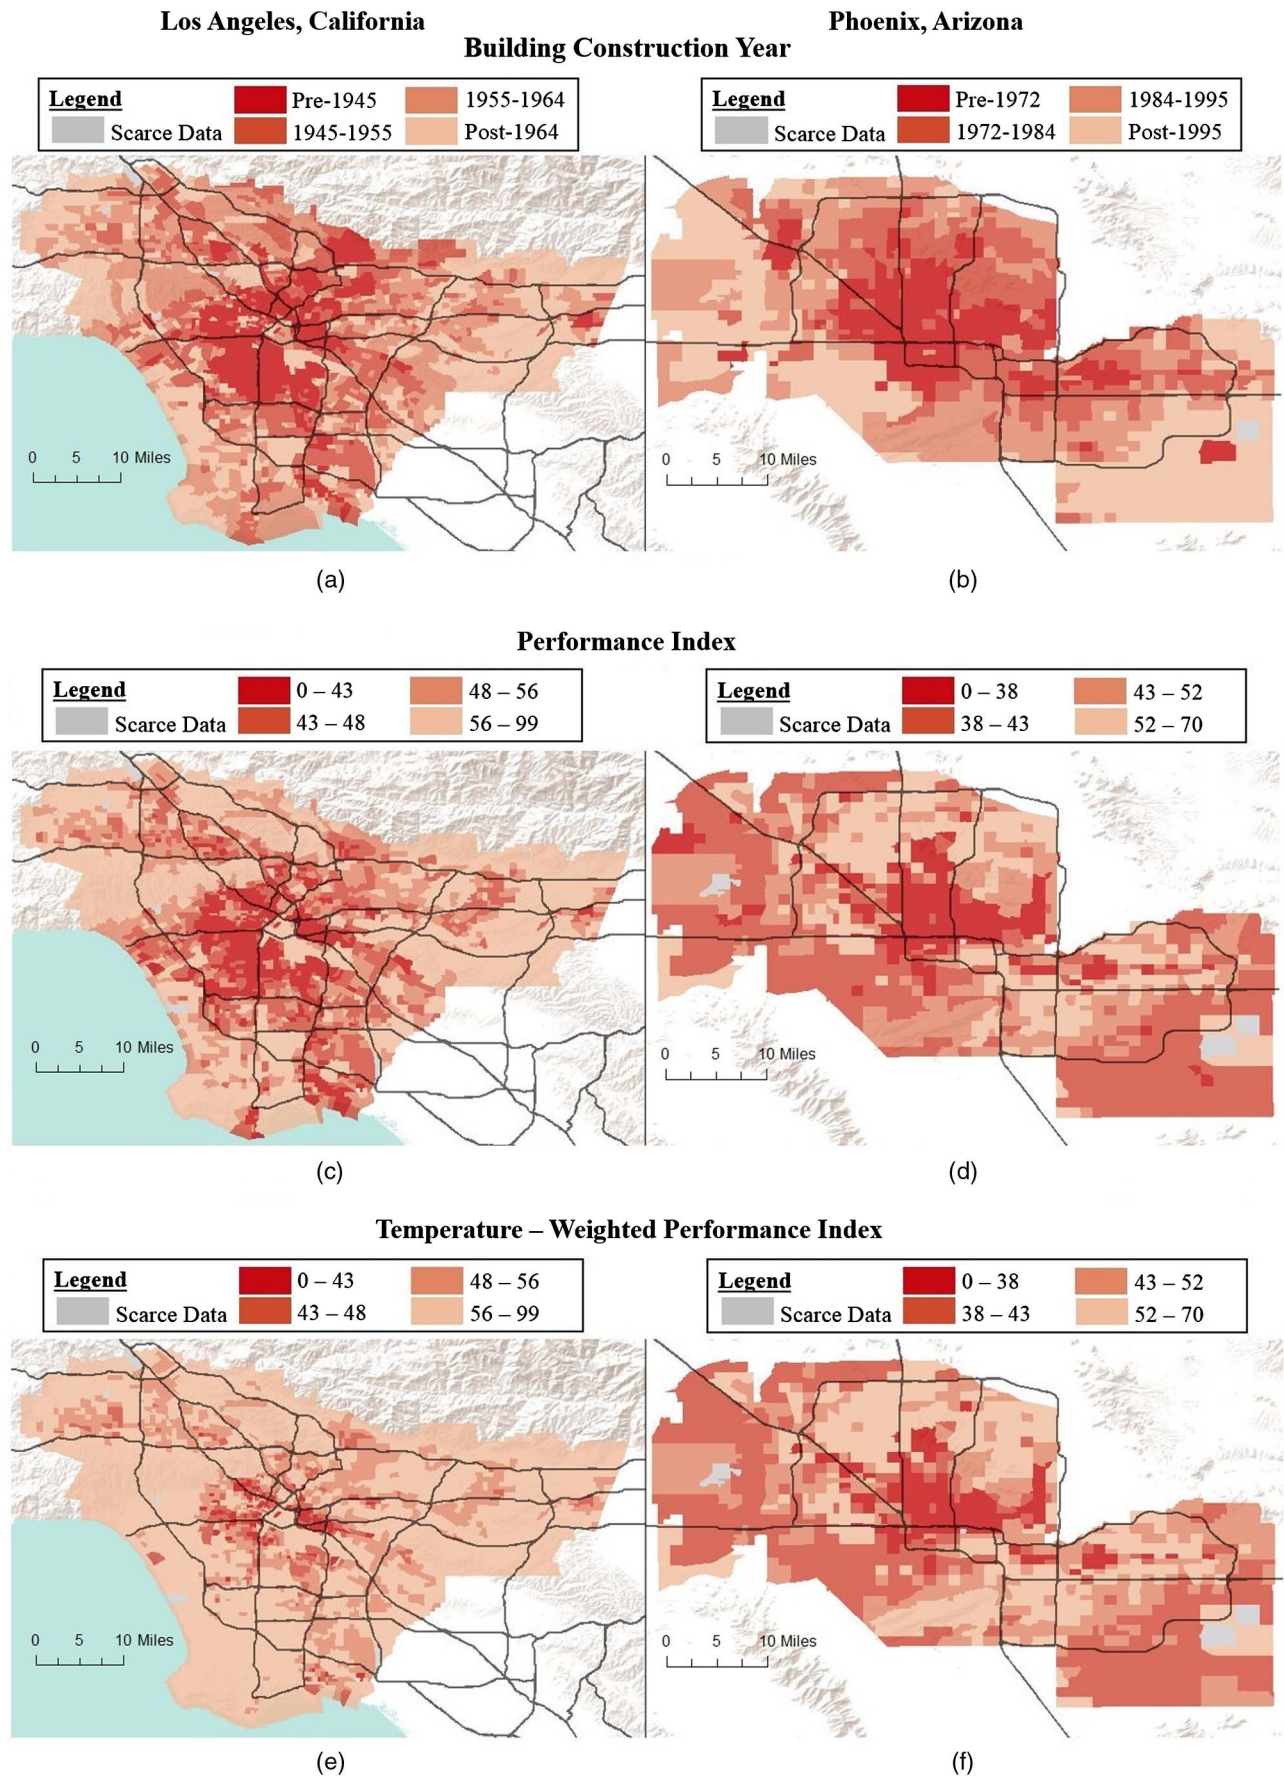 Los Angeles, California
Phoenix, Arizona
Building Construction Year
Legend
Scarce Data
Pre-1945
1945-1955
1955-1964
Post-1964
Legend
Scarce Data
Pre-1972
1972-1984
1984-1995
Post-1995
0 5 10 Miles
0 5 10 Miles
(a)
(b)
Performance Index
Legend
Scarce Data
0 – 43
43 – 48
48 – 56
56 – 99
Legend
Scarce Data
0 – 38
38 – 43
43 – 52
52 – 70
0 5 10 Miles
0 5 10 Miles
(c)
(d)
Temperature – Weighted Performance Index
Legend
Scarce Data
0 – 43
43 – 48
48 – 56
56 – 99
Legend
Scarce Data
0 – 38
38 – 43
43 – 52
52 – 70
0 5 10 Miles
0 5 10 Miles
(e)
(f)